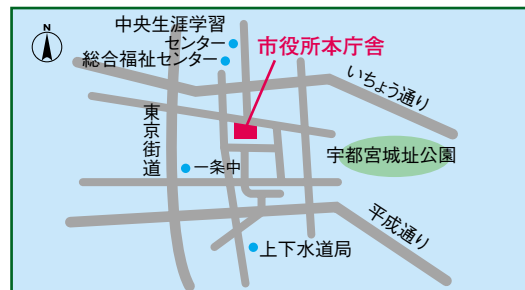 N
中央生涯学習
センター
総合福祉センター
市役所本庁舎
いちょう通り
東京街道
宇都宮城址公園
一条中
平成通り
上下水道局